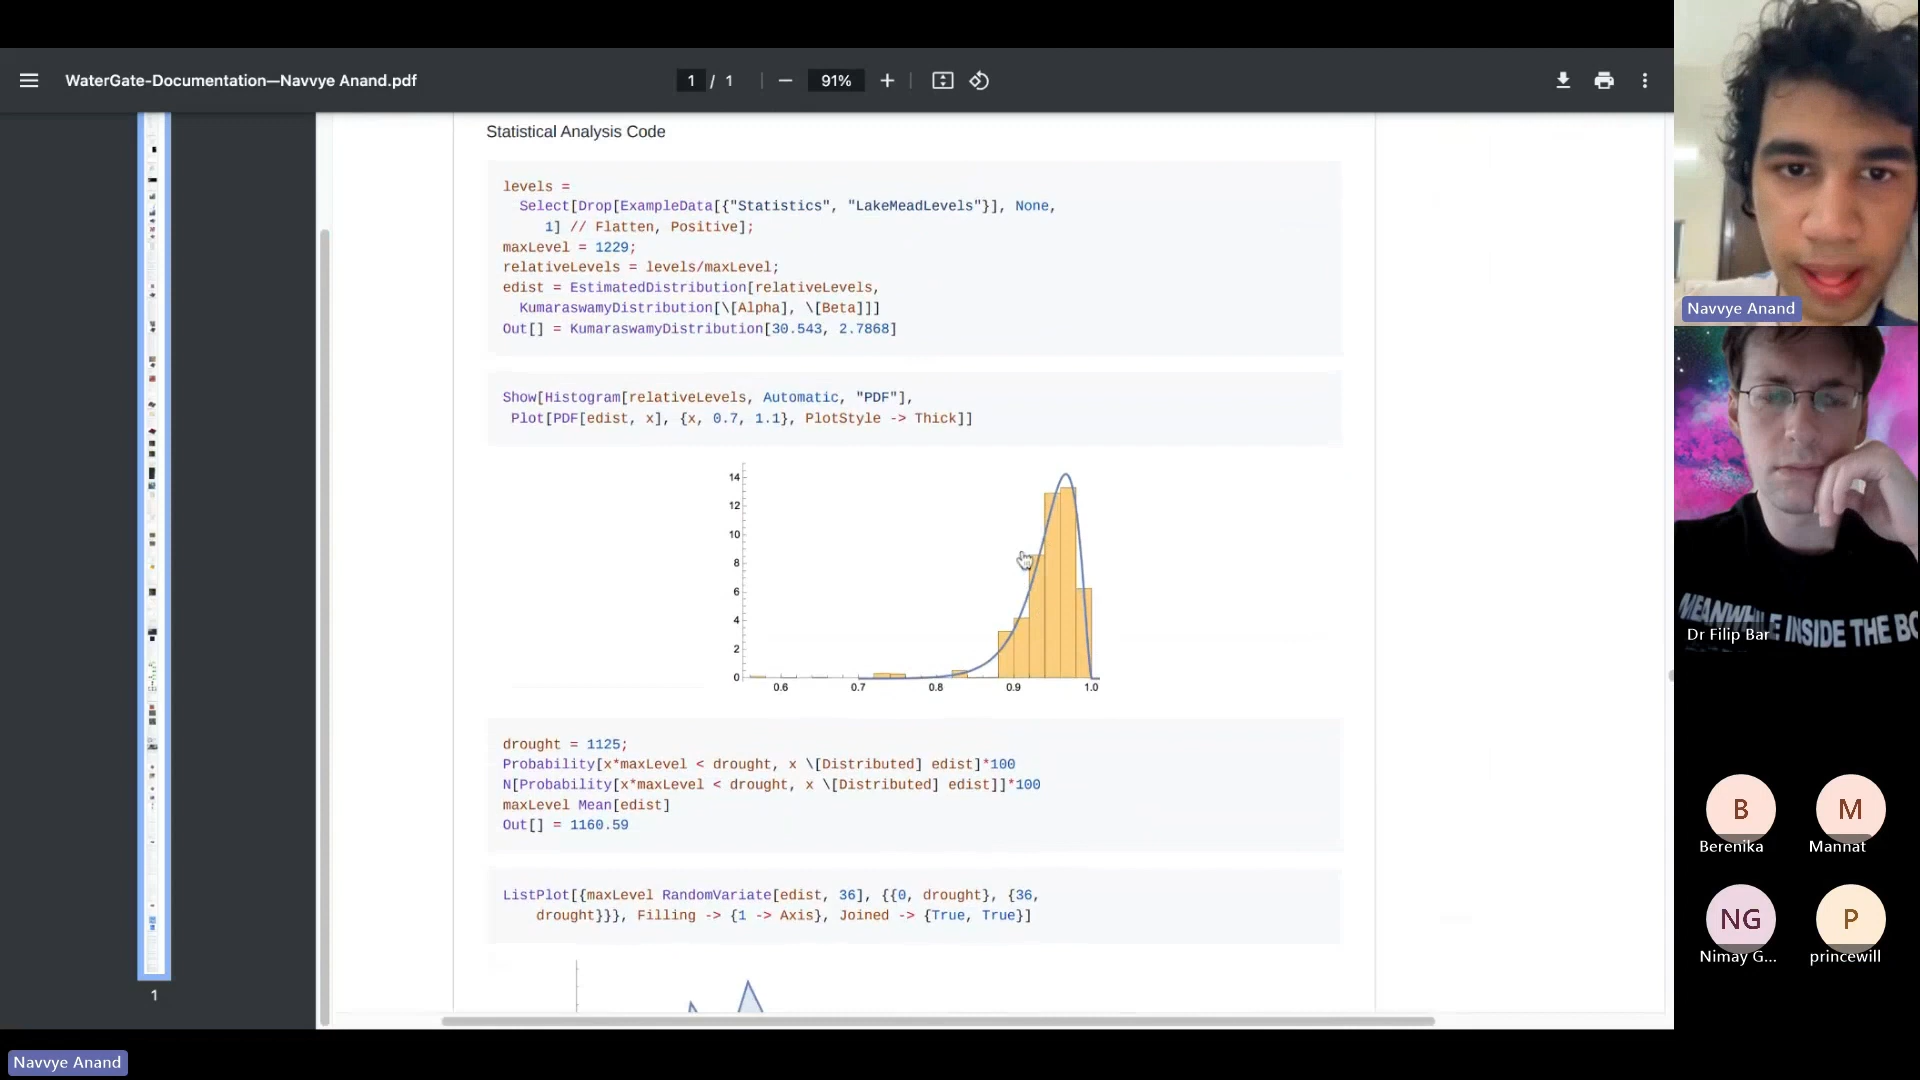 WaterGate-Documentation—Navvye Anand.pdf
1 / 1
91%
Statistical Analysis Code
levels =
Select[Drop[ExampleData[{"Statistics", "LakeMeadLevels"}], None,
1] // Flatten, Positive];
maxLevel = 1229;
relativeLevels = levels/maxLevel;
edist = EstimatedDistribution[relativeLevels,
KumaraswamyDistribution[\[Alpha], \[Beta]]]
Out[] = KumaraswamyDistribution[30.543, 2.7868]
Show[Histogram[relativeLevels, Automatic, "PDF"],
Plot[PDF[edist, x], {x, 0.7, 1.1}, PlotStyle -> Thick]]
14
12
10
8
6
4
2
0
0.6 0.7 0.8 0.9 1.0
drought = 1125;
Probability[x*maxLevel < drought, x \[Distributed] edist]*100
N[Probability[x*maxLevel < drought, x \[Distributed] edist]]*100
maxLevel Mean[edist]
Out[] = 1160.59
ListPlot[{maxLevel RandomVariate[edist, 36], {{0, drought}, {36,
drought}}}, Filling -> {1 -> Axis}, Joined -> {True, True}]
1
Navvye Anand
Navvye Anand
MEANWHILE INSIDE THE BO
Dr Filip Bar
B
Berenika
M
Mannat
NG
Nimay G...
P
princewill